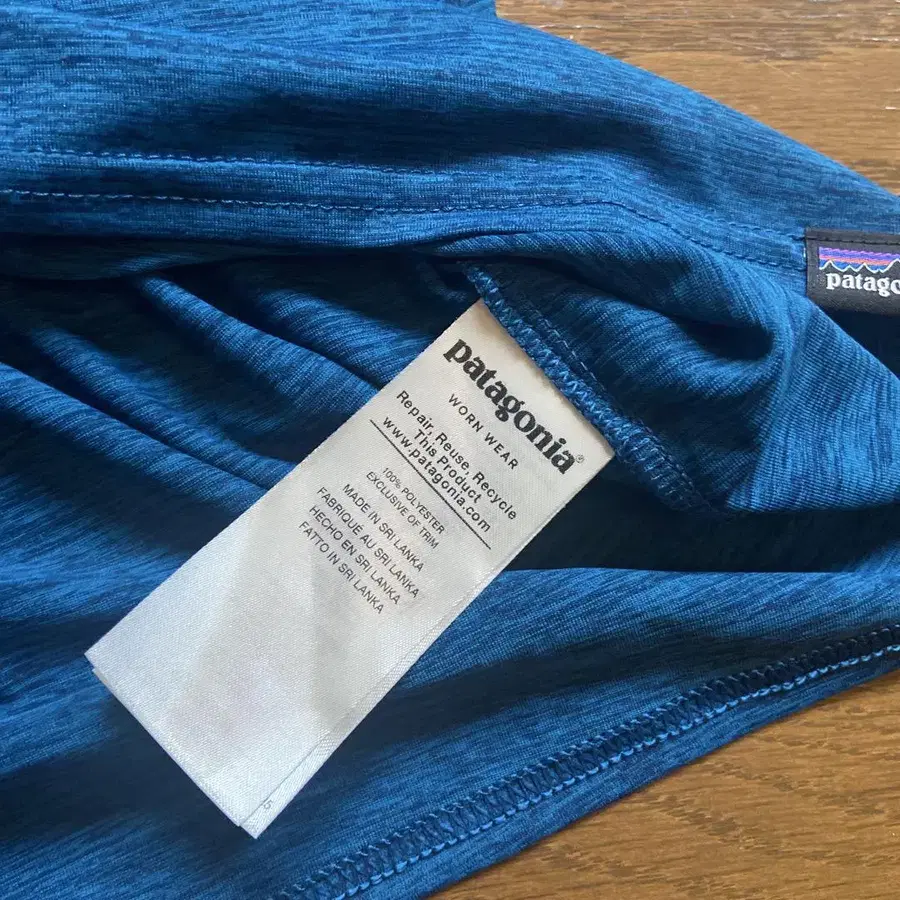 patagonia®
WORN WEAR
Repair, Reuse, Recycle
This Product
www.patagonia.com
100% POLYESTER
EXCLUSIVE OF TRIM
MADE IN SRI LANKA
FABRIQUÉ AU SRI LANKA
HECHO EN SRI LANKA
FATTO IN SRI LANKA
patago